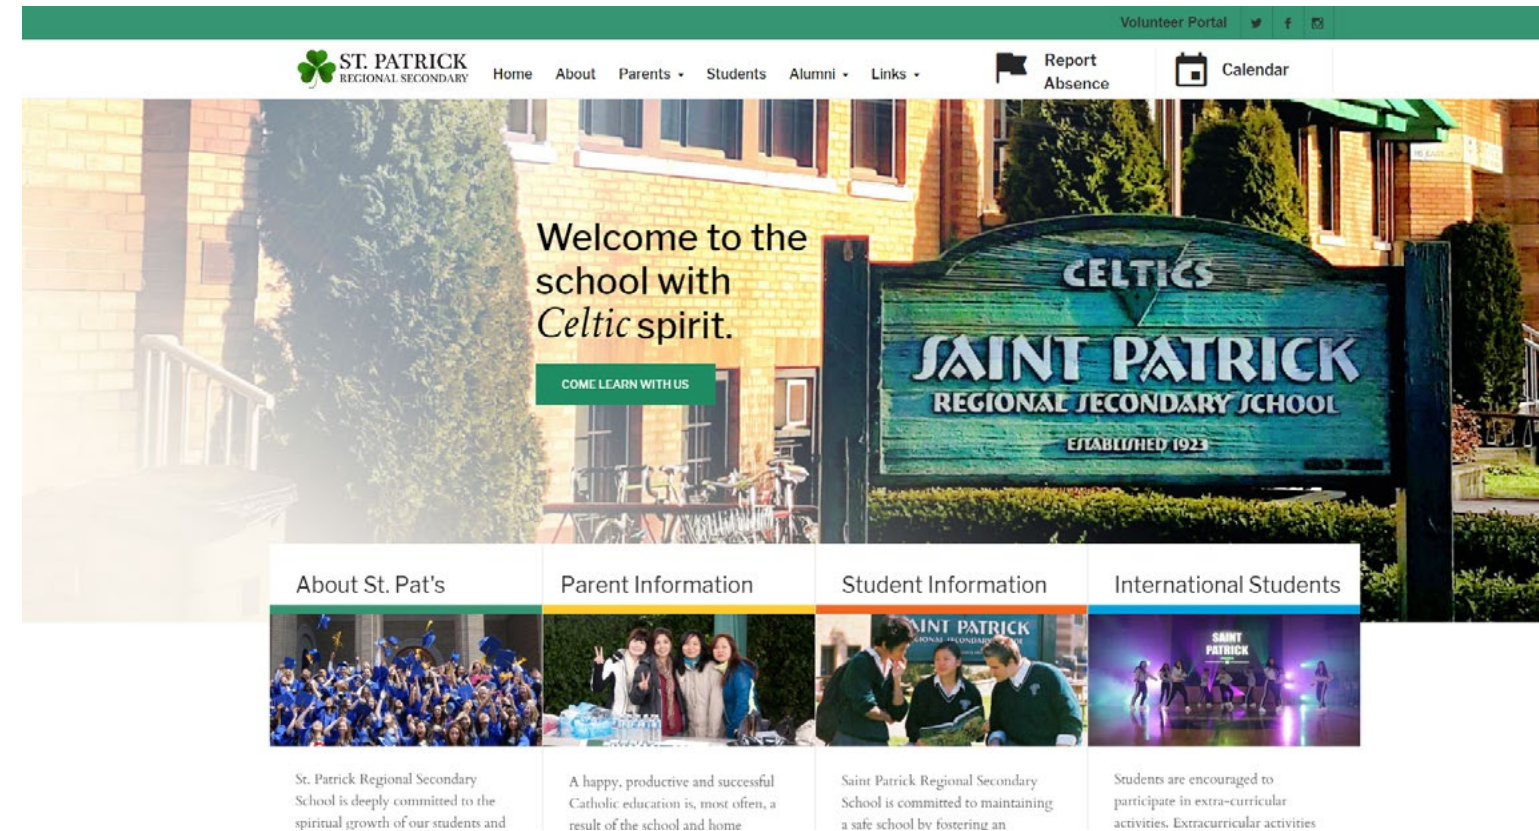 Volunteer Portal
ST. PATRICK
REGIONAL SECONDARY
Home About Parents Students Alumni Links
Report
Absence
Calendar
Welcome to the
school with
Celtic spirit.
COME LEARN WITH US
CELTICS
SAINT PATRICK
REGIONAL SECONDARY SCHOOL
ESTABLISHED 1923
About St. Pat's
Parent Information
Student Information
International Students
SAINT PATRICK
SAINT
PATRICK
St. Patrick Regional Secondary
School is deeply committed to the
spiritual growth of our students and
A happy, productive and successful
Catholic education is, most often, a
result of the school and home
Saint Patrick Regional Secondary
School is committed to maintaining
a safe school by fostering an
Students are encouraged to
participate in extra-curricular
activities. Extracurricular activities